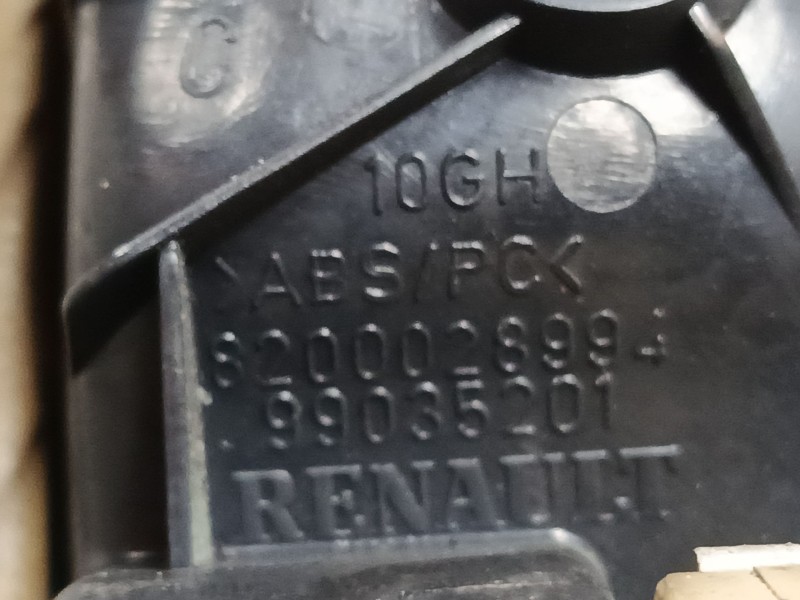 C
10GH
>ABS/PC<
8200028994
99035201
RENAULT